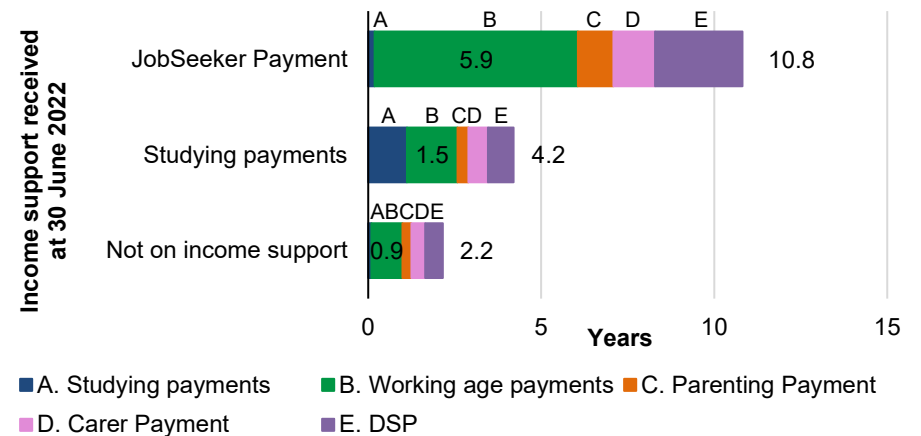 Income support received
at 30 June 2022
A B C D E
JobSeeker Payment 5.9 10.8
A B CD E
Studying payments 1.5 4.2
ABCDE
Not on income support 0.9 2.2
0 5 10 15
Years
A. Studying payments B. Working age payments C. Parenting Payment
D. Carer Payment E. DSP